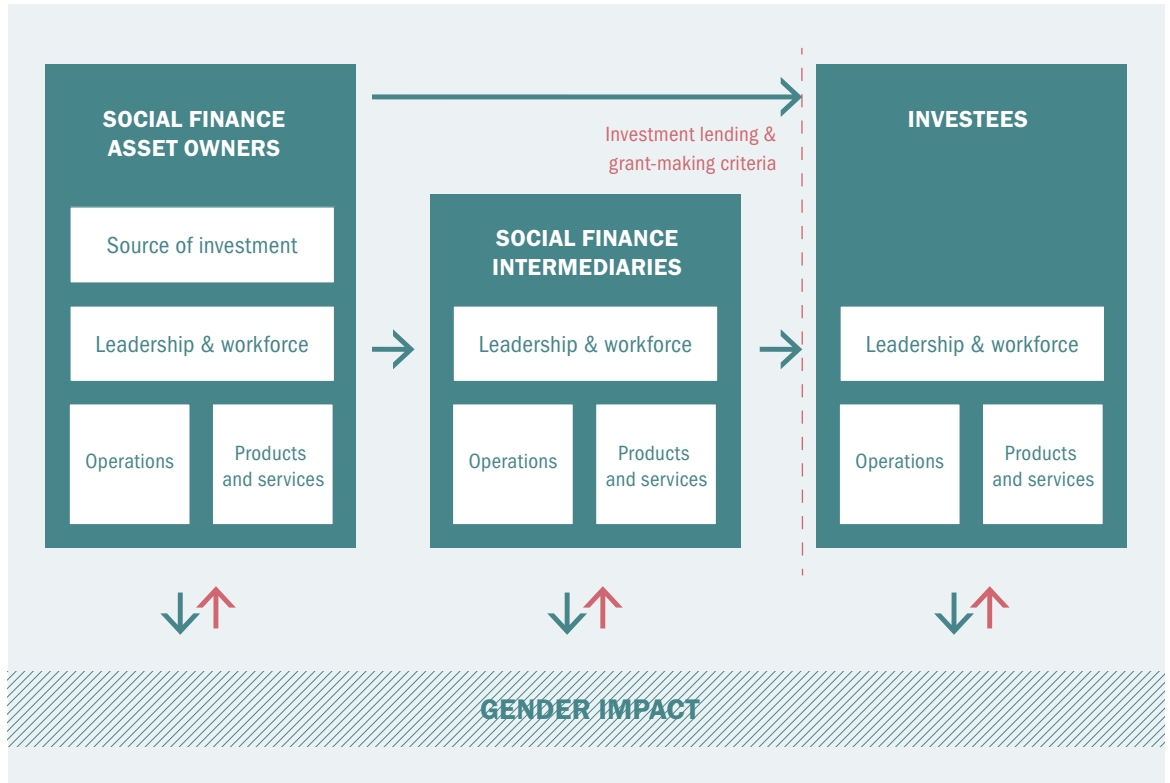 SOCIAL FINANCE
ASSET OWNERS
Source of investment
Leadership & workforce
Operations
Products
and services
Investment lending &
grant-making criteria
SOCIAL FINANCE
INTERMEDIARIES
Leadership & workforce
Operations
Products
and services
INVESTEES
Leadership & workforce
Operations
Products
and services
GENDER IMPACT